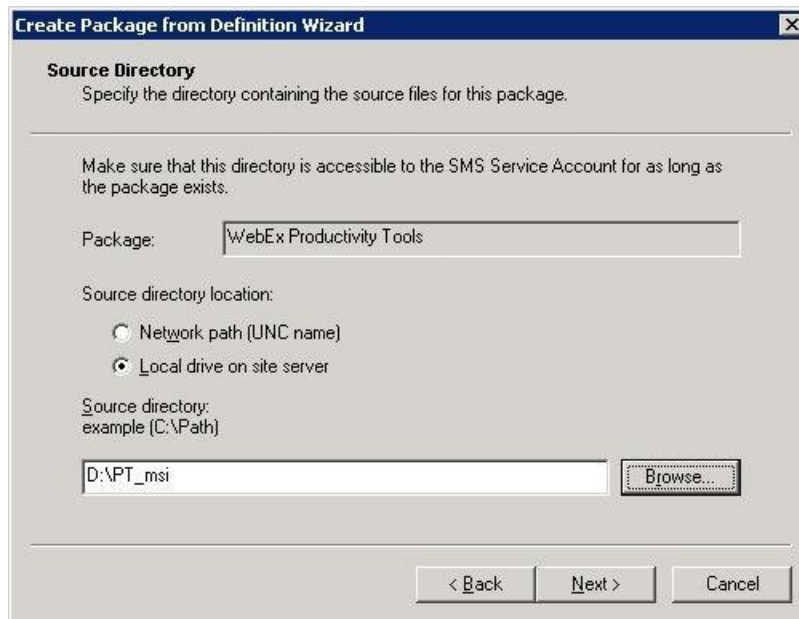 Create Package from Definition Wizard
Source Directory
Specify the directory containing the source files for this package.
Make sure that this directory is accessible to the SMS Service Account for as long as
the package exists.
Package:
WebEx Productivity Tools
Source directory location:
Network path (UNC name)
Local drive on site server
Source directory:
example (C:\Path)
D:\PT_msi
Browse...
< Back
Next >
Cancel